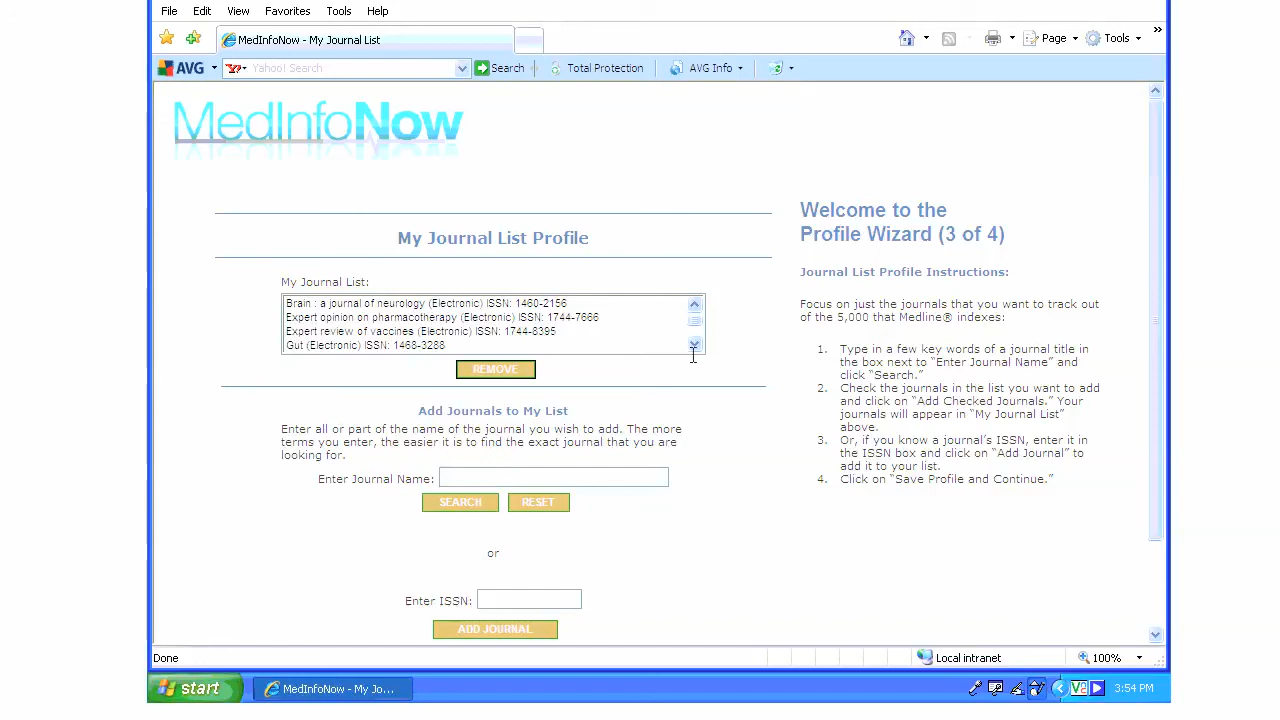 File Edit View Favorites Tools Help
MedInfoNow - My Journal List
Page Tools
AVG Yahoo! Search Search Total Protection AVG Info
MedInfoNow
Welcome to the
Profile Wizard (3 of 4)
My Journal List Profile
Journal List Profile Instructions:
My Journal List:
Brain : a journal of neurology (Electronic) ISSN: 1460-2156
Expert opinion on pharmacotherapy (Electronic) ISSN: 1744-7666
Expert review of vaccines (Electronic) ISSN: 1744-8395
Gut (Electronic) ISSN: 1468-3288
REMOVE
Focus on just the journals that you want to track out
of the 5,000 that Medline® indexes:
1. Type in a few key words of a journal title in
the box next to “Enter Journal Name” and
click “Search.”
2. Check the journals in the list you want to add
and click on “Add Checked Journals.” Your
journals will appear in “My Journal List”
above.
3. Or, if you know a journal’s ISSN, enter it in
the ISSN box and click on “Add Journal” to
add it to your list.
4. Click on “Save Profile and Continue.”
Add Journals to My List
Enter all or part of the name of the journal you wish to add. The more
terms you enter, the easier it is to find the exact journal that you are
looking for.
Enter Journal Name:
SEARCH RESET
or
Enter ISSN:
ADD JOURNAL
Done Local intranet 100%
start MedInfoNow - My Jo... 3:54 PM